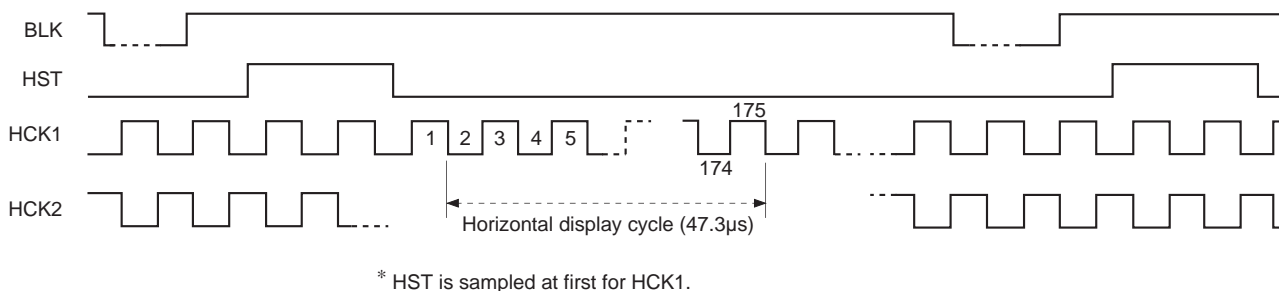 BLK
HST
175
HCK1
1 2 3 4 5
174
HCK2
Horizontal display cycle (47.3µs)
* HST is sampled at first for HCK1.